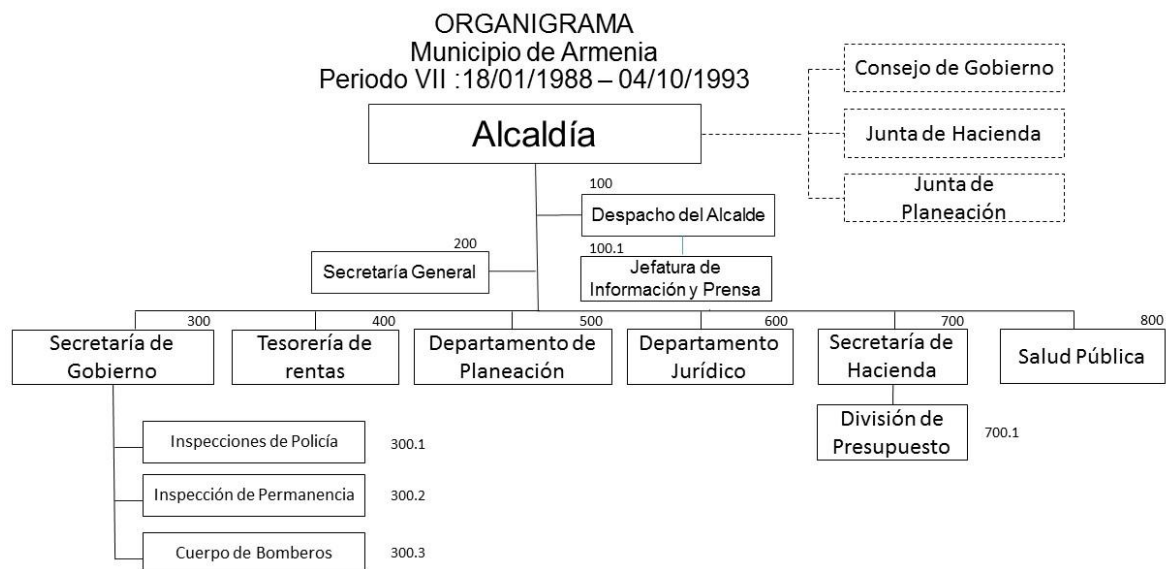 ORGANIGRAMA
Municipio de Armenia
Periodo VII :18/01/1988 – 04/10/1993
Alcaldía
Consejo de Gobierno
Junta de Hacienda
Junta de
Planeación
100
Despacho del Alcalde
100.1
Jefatura de
Información y Prensa
200
Secretaría General
300
Secretaría de
Gobierno
400
Tesorería de
rentas
500
Departamento de
Planeación
600
Departamento
Jurídico
700
Secretaría de
Hacienda
800
Salud Pública
Inspecciones de Policía
300.1
Inspección de Permanencia
300.2
Cuerpo de Bomberos
300.3
División de
Presupuesto
700.1